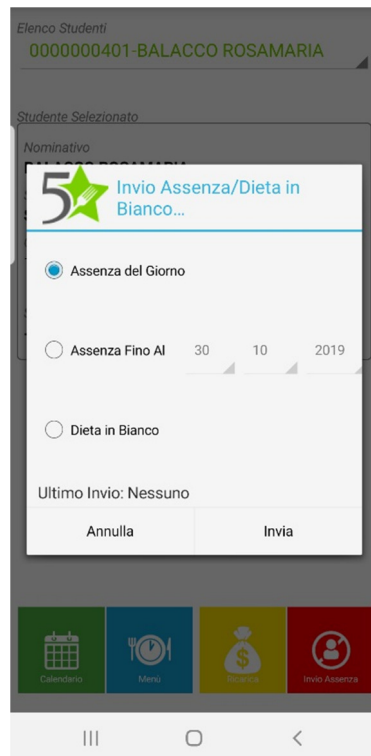 Elenco Studenti
0000000401-BALACCO ROSAMARIA
Studente Selezionato
Nominativo
5
Invio Assenza/Dieta in
Bianco...
Assenza del Giorno
Assenza Fino Al 30 10 2019
Dieta in Bianco
Ultimo Invio: Nessuno
Annulla Invia
Calendario Menù Ricarica Invio Assenza